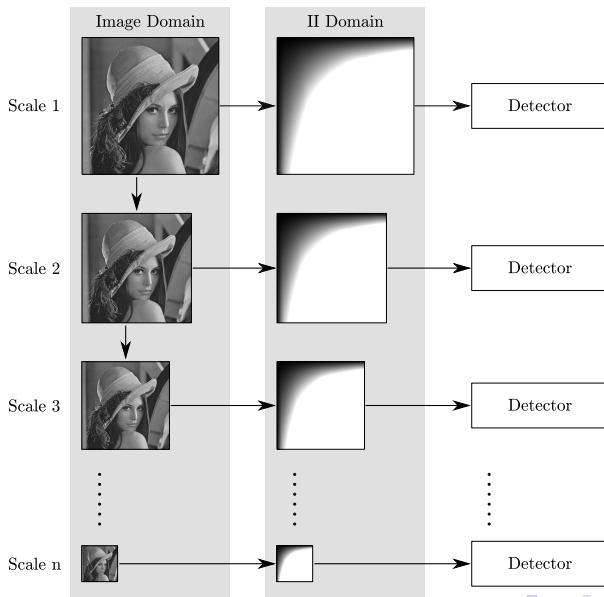 Image Domain
II Domain
Scale 1
Detector
Scale 2
Detector
Scale 3
Detector
Scale n
Detector